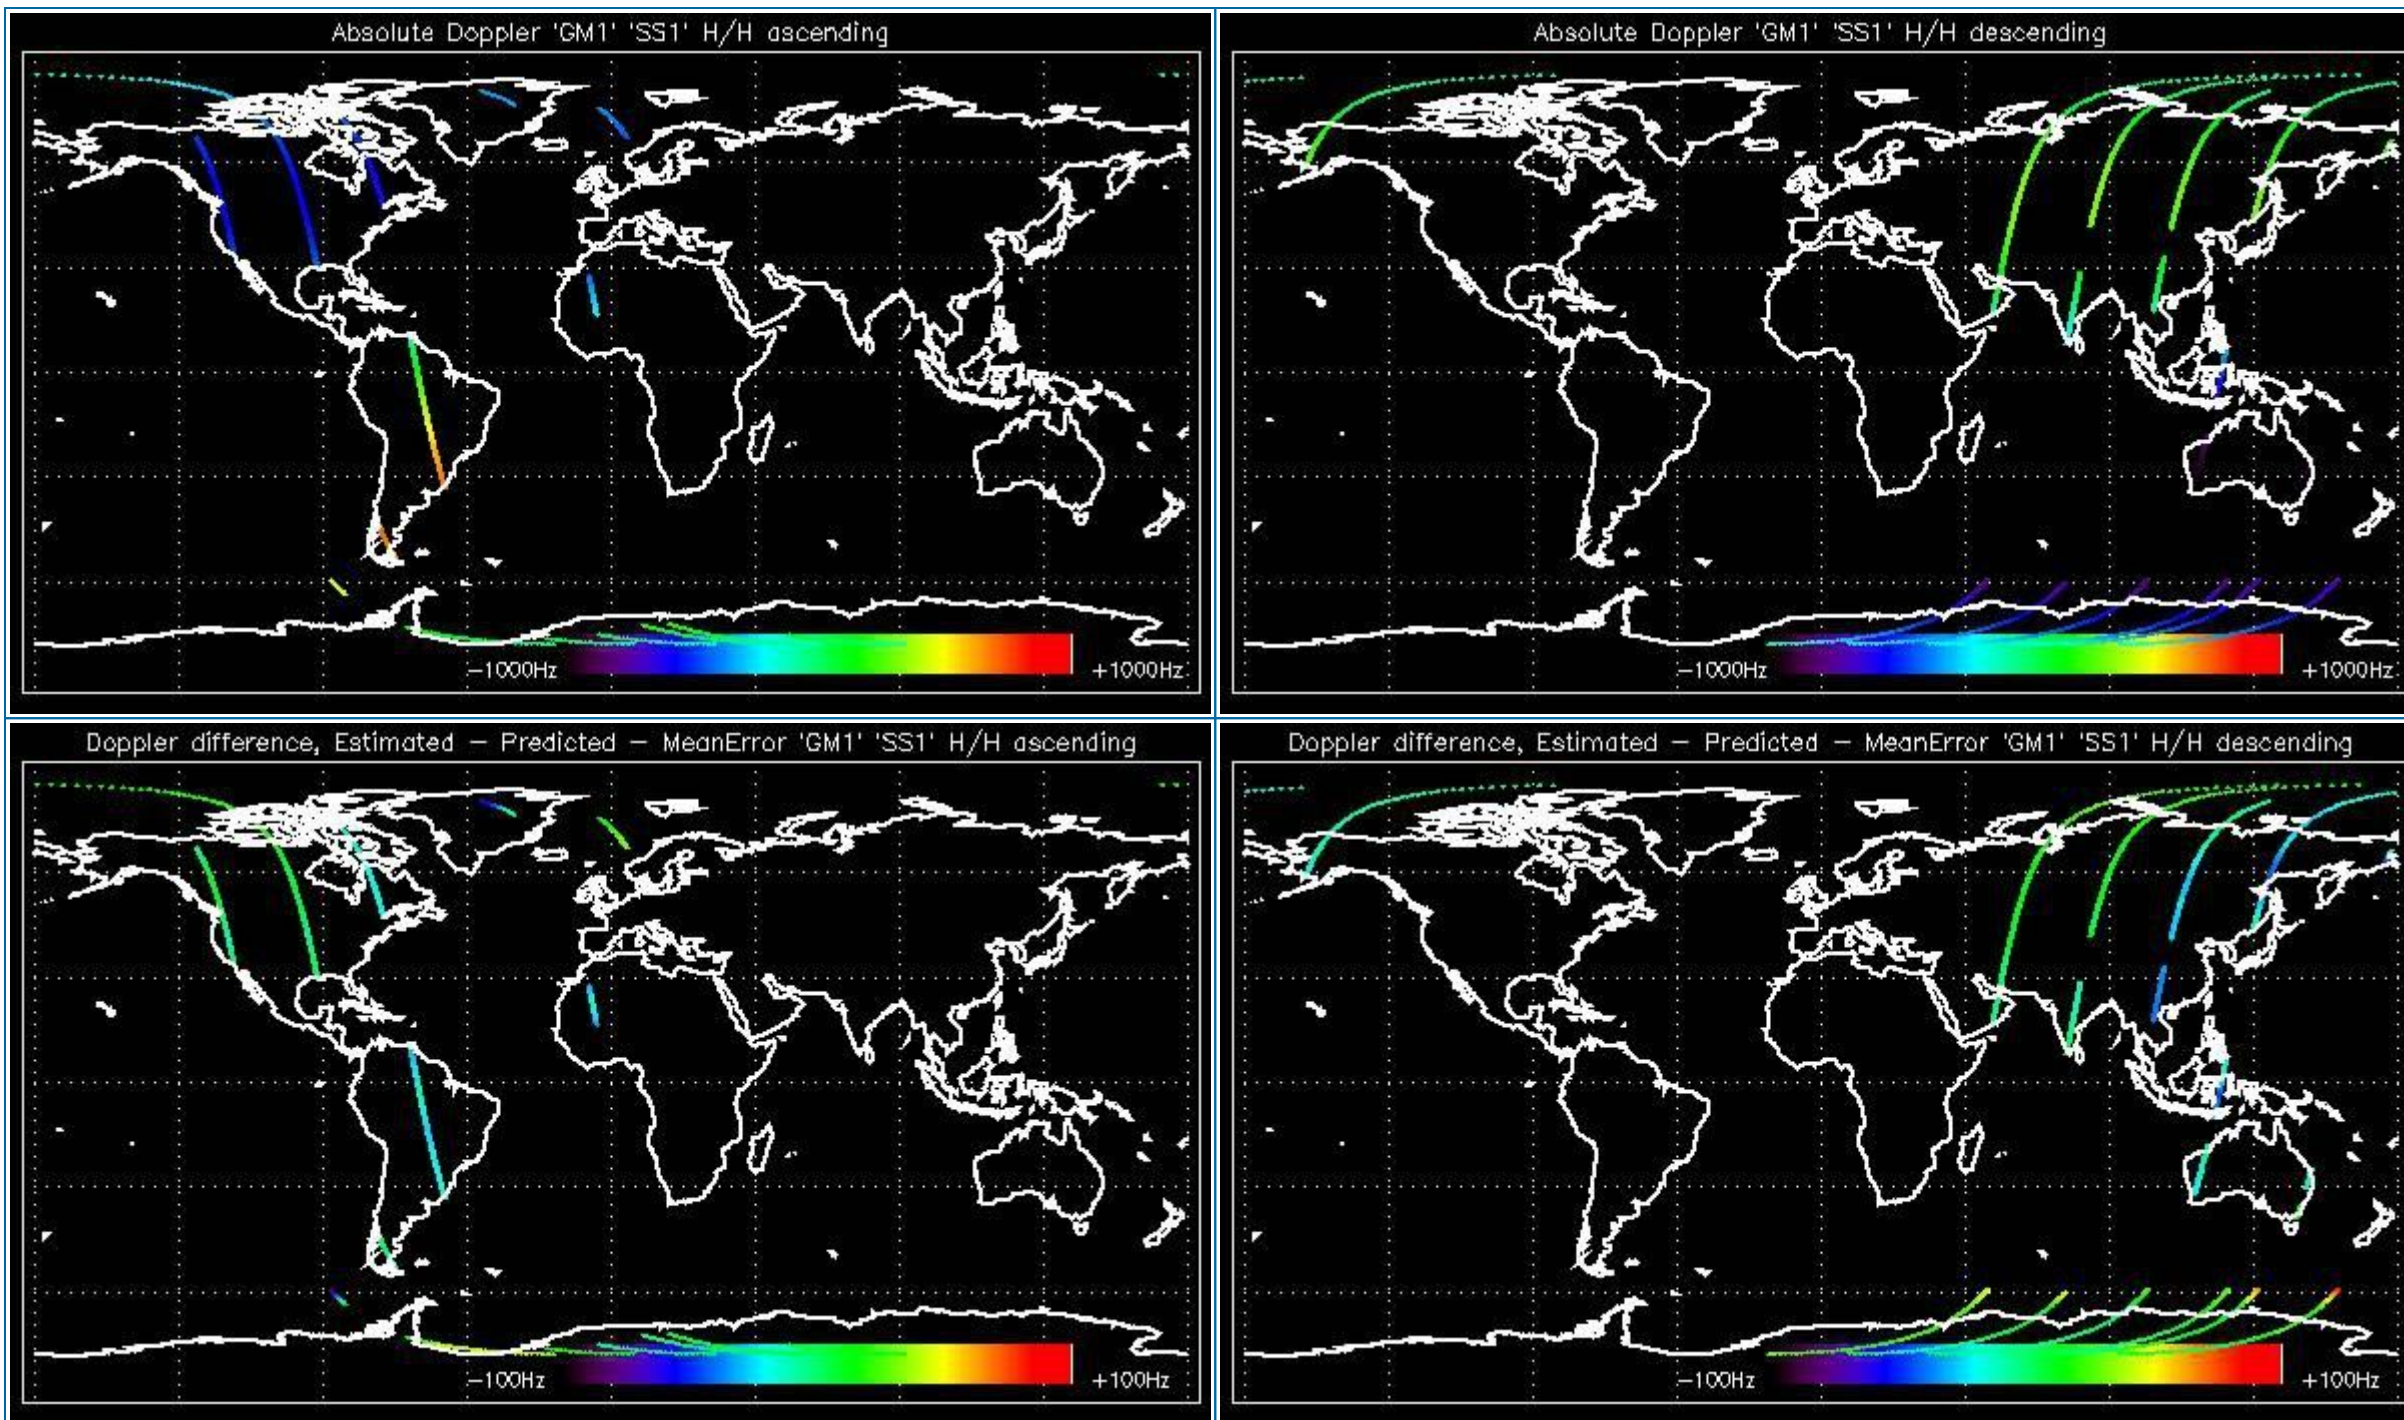 Absolute Doppler 'GM1' 'SS1' H/H ascending
−1000Hz
+1000Hz
Absolute Doppler 'GM1' 'SS1' H/H descending
−1000Hz
+1000Hz
Doppler difference, Estimated − Predicted − MeanError 'GM1' 'SS1' H/H ascending
−100Hz
+100Hz
Doppler difference, Estimated − Predicted − MeanError 'GM1' 'SS1' H/H descending
−100Hz
+100Hz